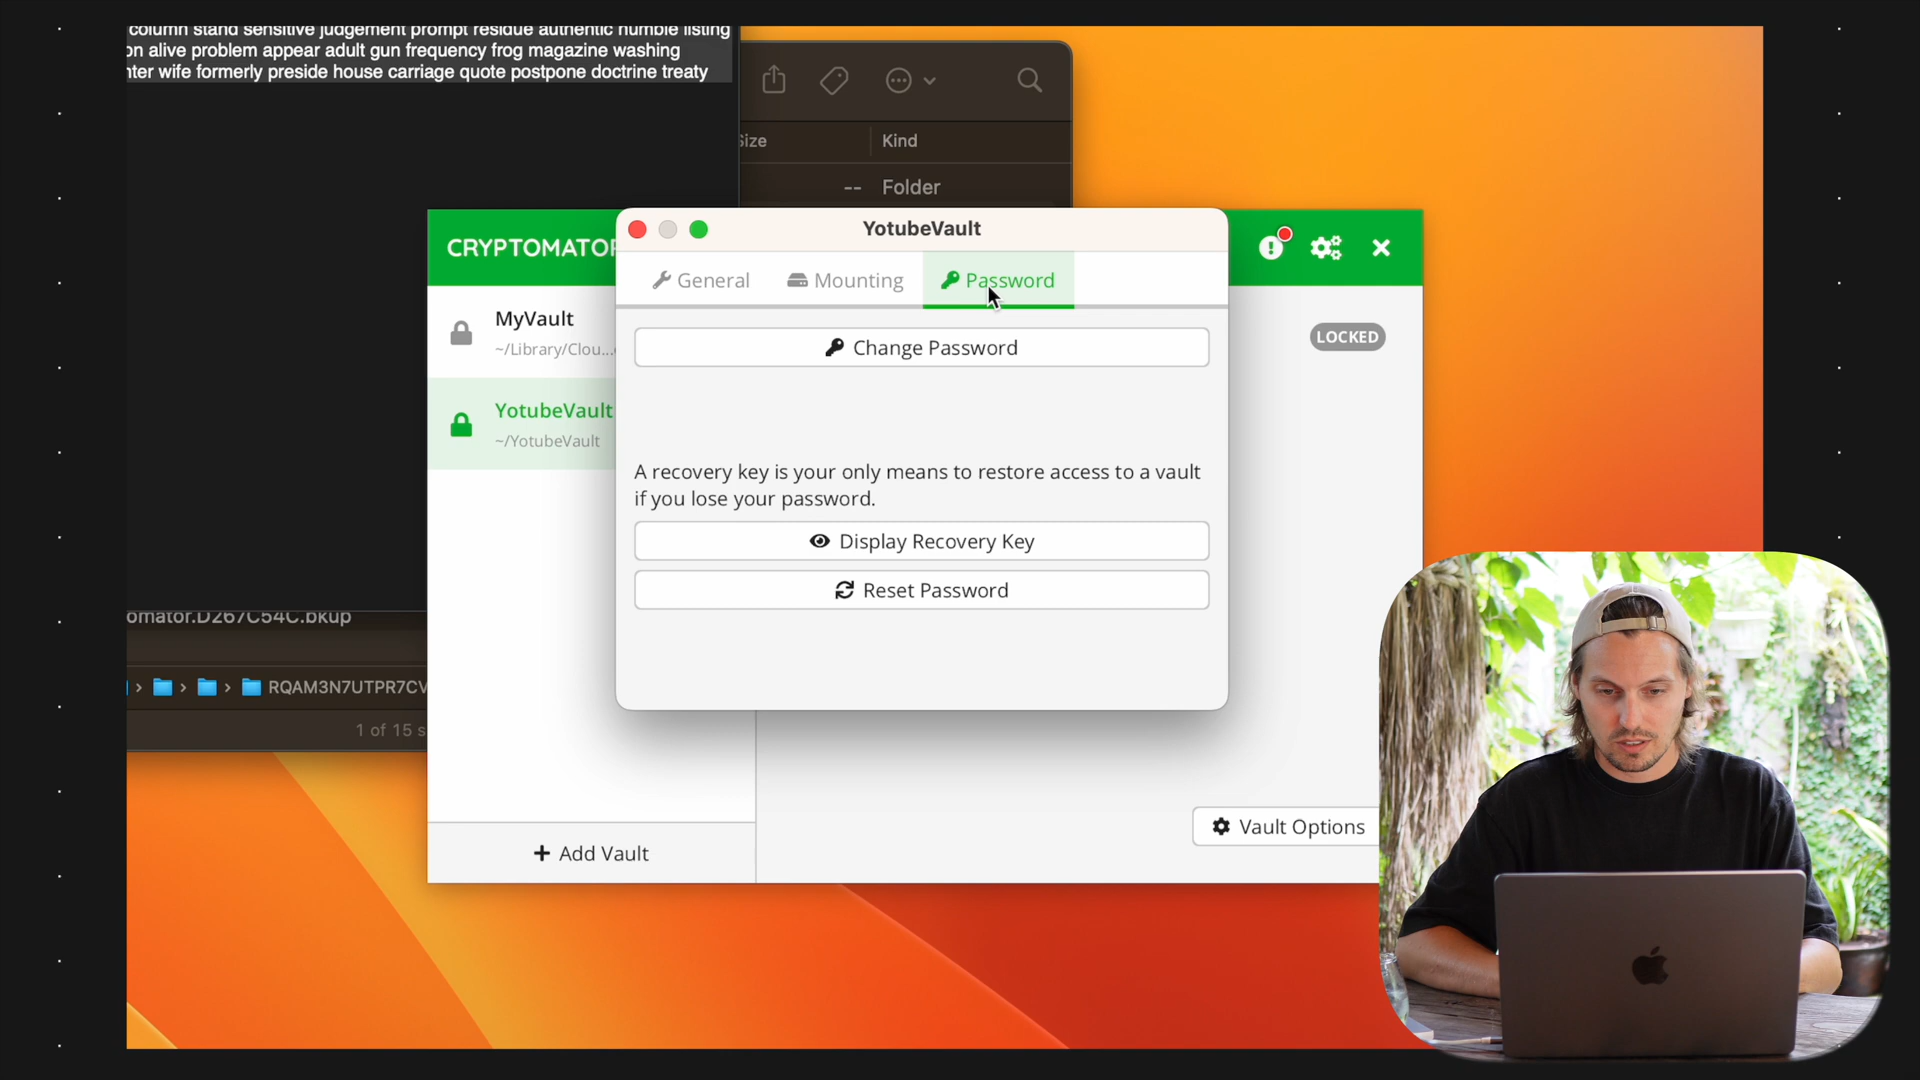 column stand sensitive judgement prompt residue authentic humble listing
on alive problem appear adult gun frequency frog magazine washing
nter wife formerly preside house carriage quote postpone doctrine treaty
Size
Kind
--
Folder
CRYPTOMATOR
YotubeVault
General
Mounting
Password
MyVault
~/Library/Clou...
LOCKED
Change Password
YotubeVault
~/YotubeVault
A recovery key is your only means to restore access to a vault
if you lose your password.
Display Recovery Key
Reset Password
omator.D267C54C.bkup
RQAM3N7UTPR7CV
1 of 15 s
Vault Options
+ Add Vault